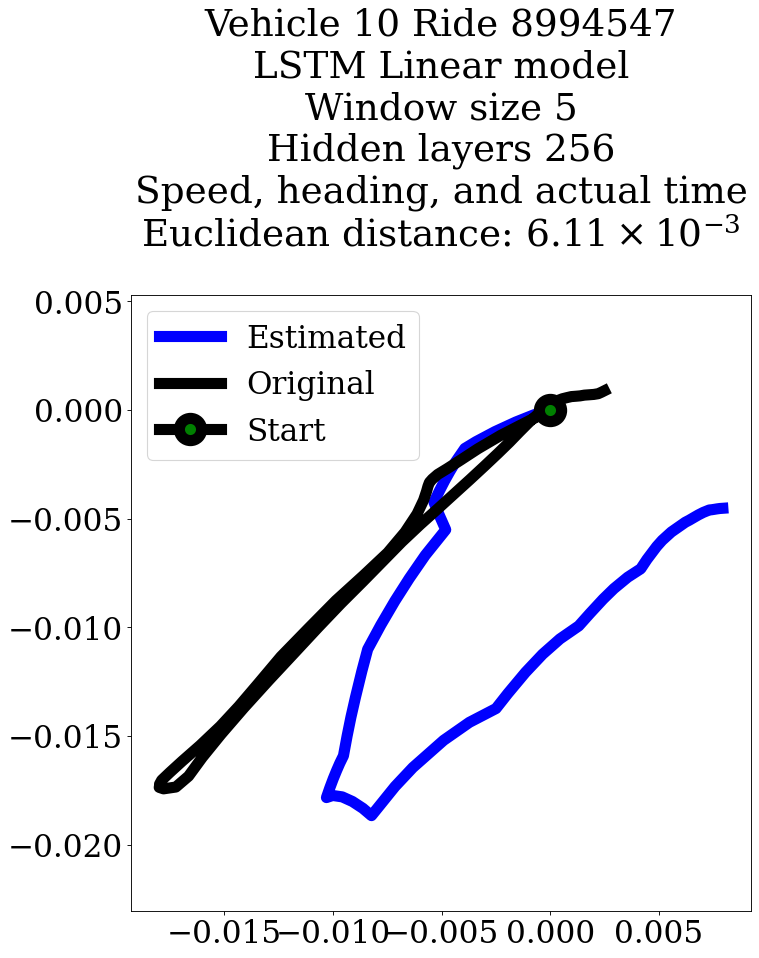 Vehicle 10 Ride 8994547
LSTM Linear model
Window size 5
Hidden layers 256
Speed, heading, and actual time
Euclidean distance: 6.11 × 10⁻³
0.005
0.000
−0.005
−0.010
−0.015
−0.020
Estimated
Original
Start
−0.015 −0.010 −0.005 0.000 0.005